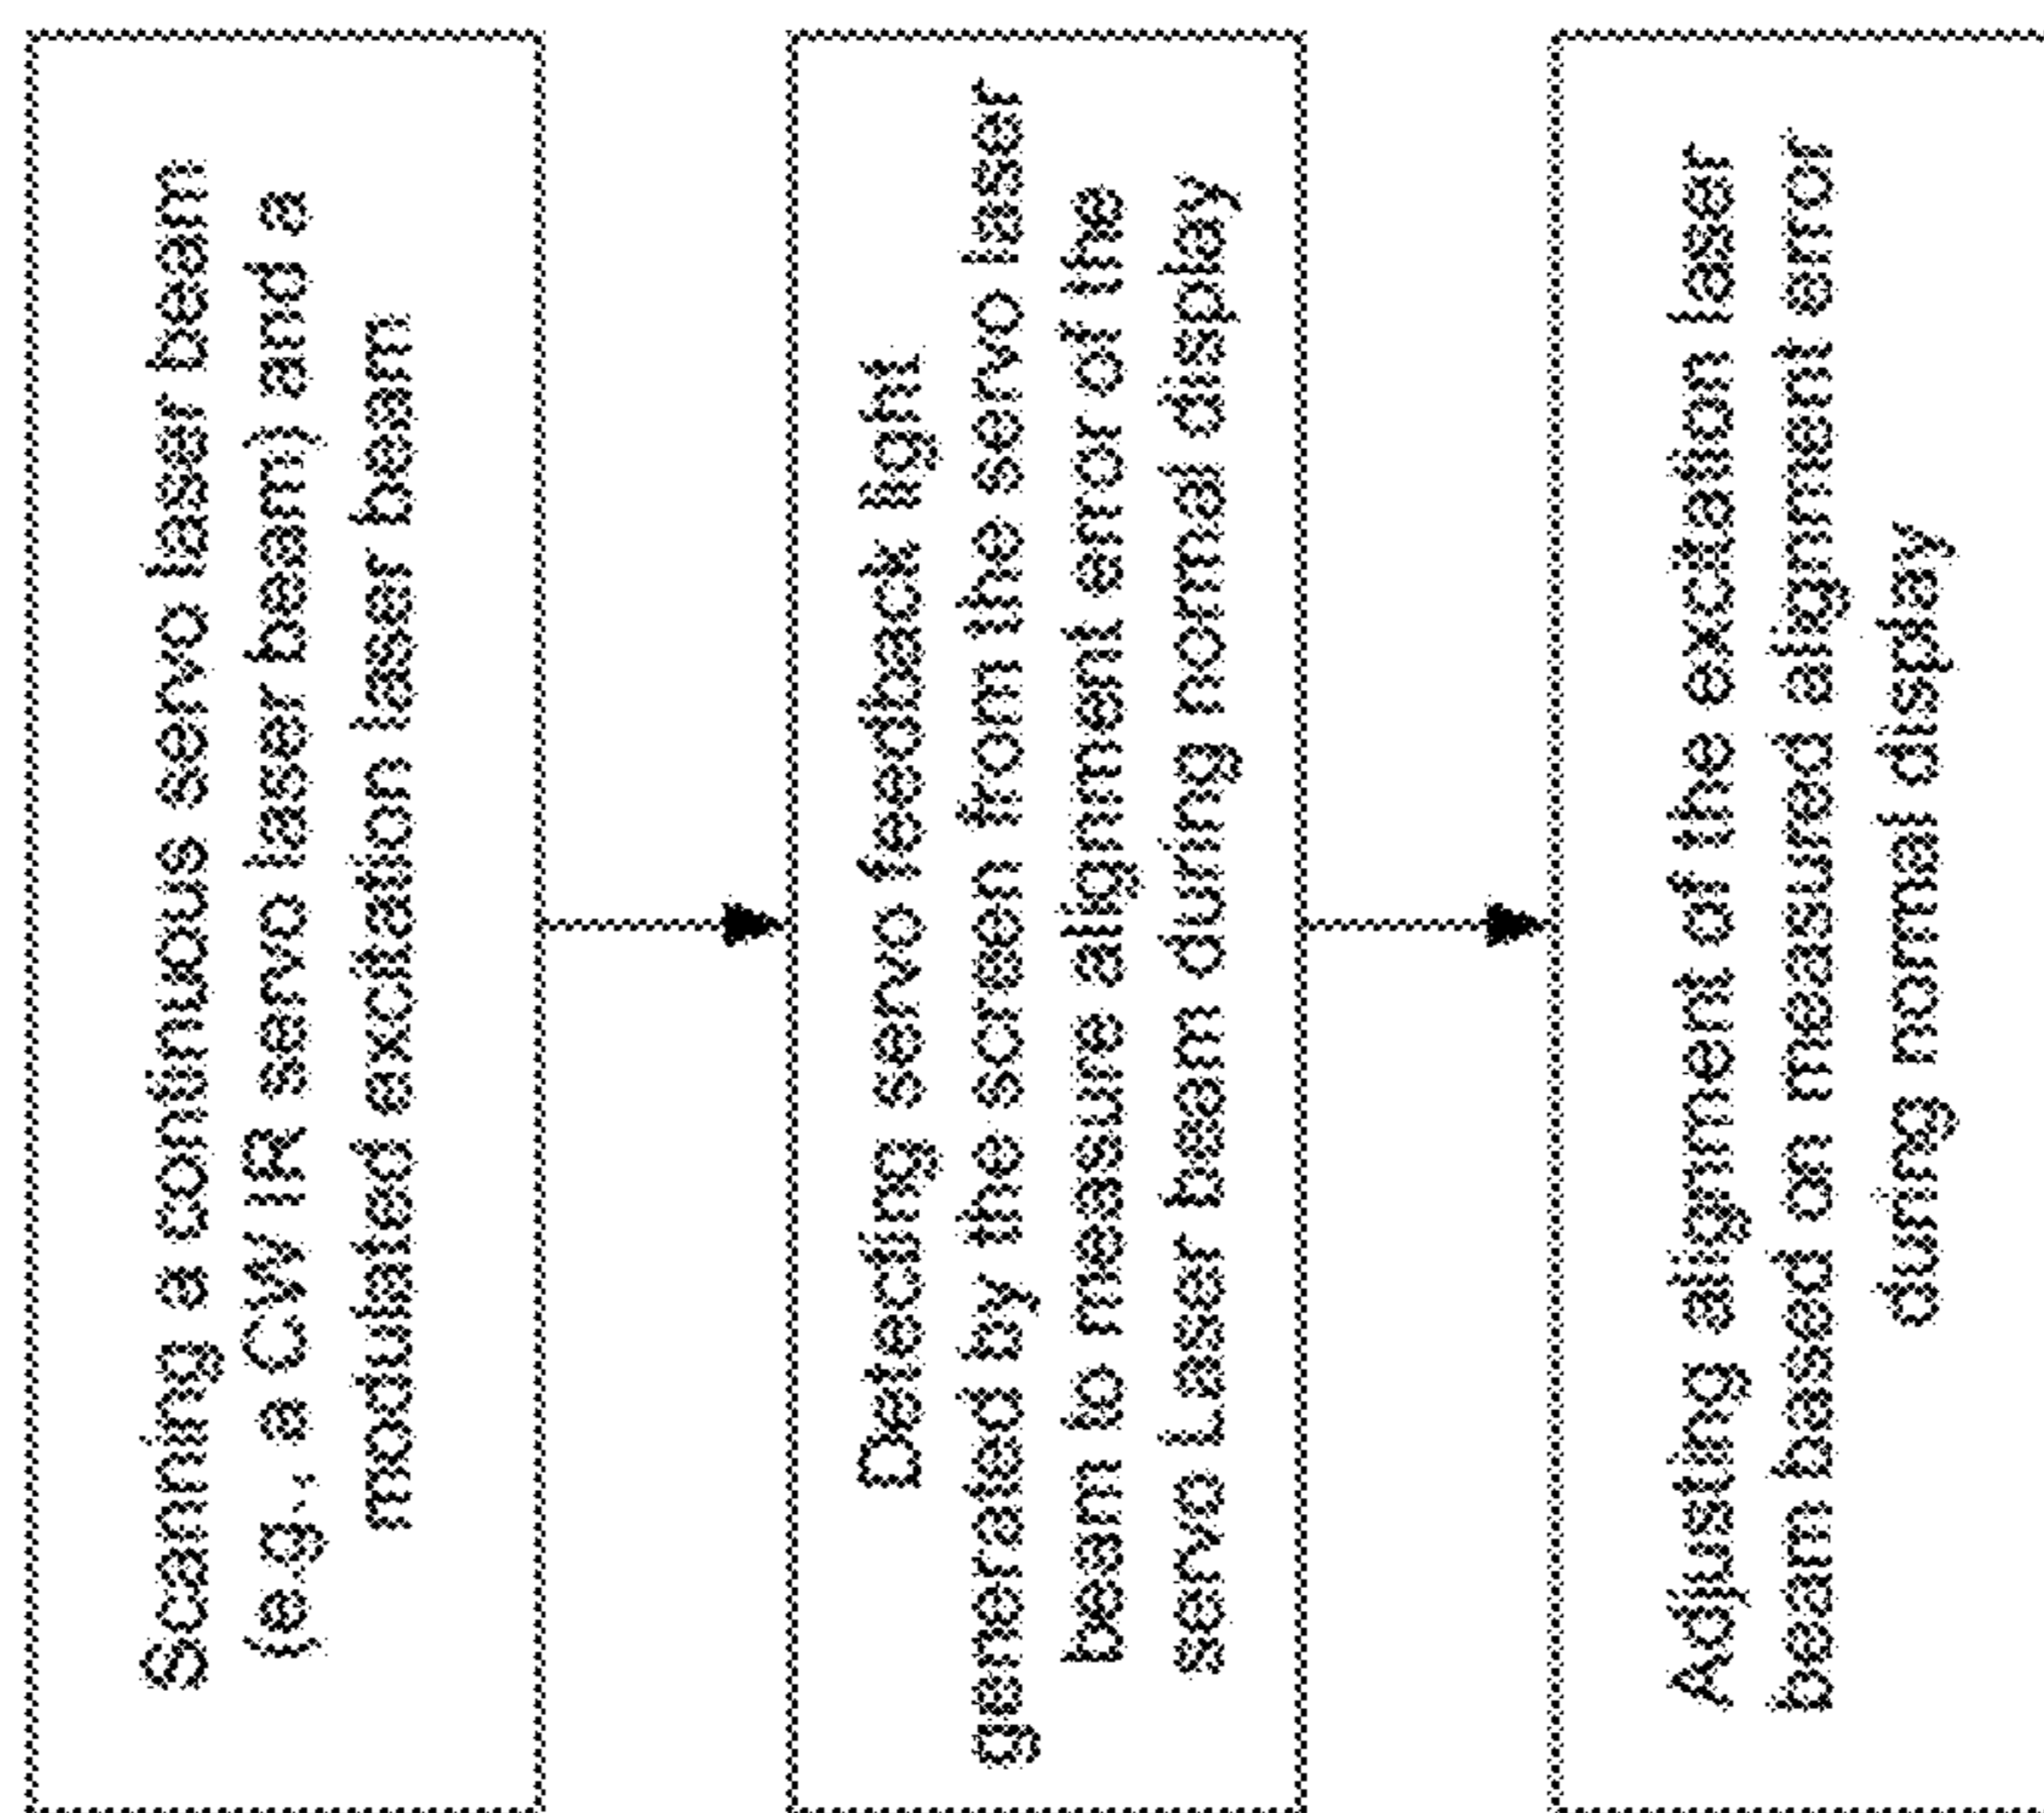 Scanning a continuous servo laser beam
(e.g., a CW IR servo laser beam) and a
modulated excitation laser beam
Detecting servo feedback light
generated by the screen from the servo laser
beam to measure alignment error of the
servo Laser beam during normal display
Adjusting alignment of the excitation laser
beam based on measured alignment error
during normal display